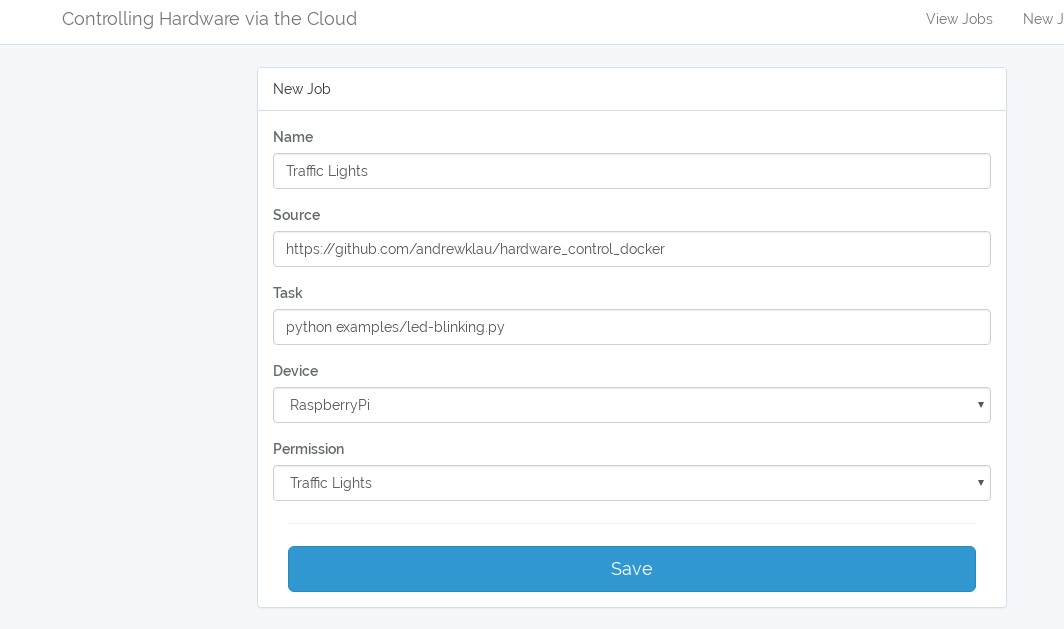 Controlling Hardware via the Cloud View Jobs New J
New Job
Name
Traffic Lights
Source
https://github.com/andrewklau/hardware_control_docker
Task
python examples/led-blinking.py
Device
RaspberryPi
Permission
Traffic Lights
Save